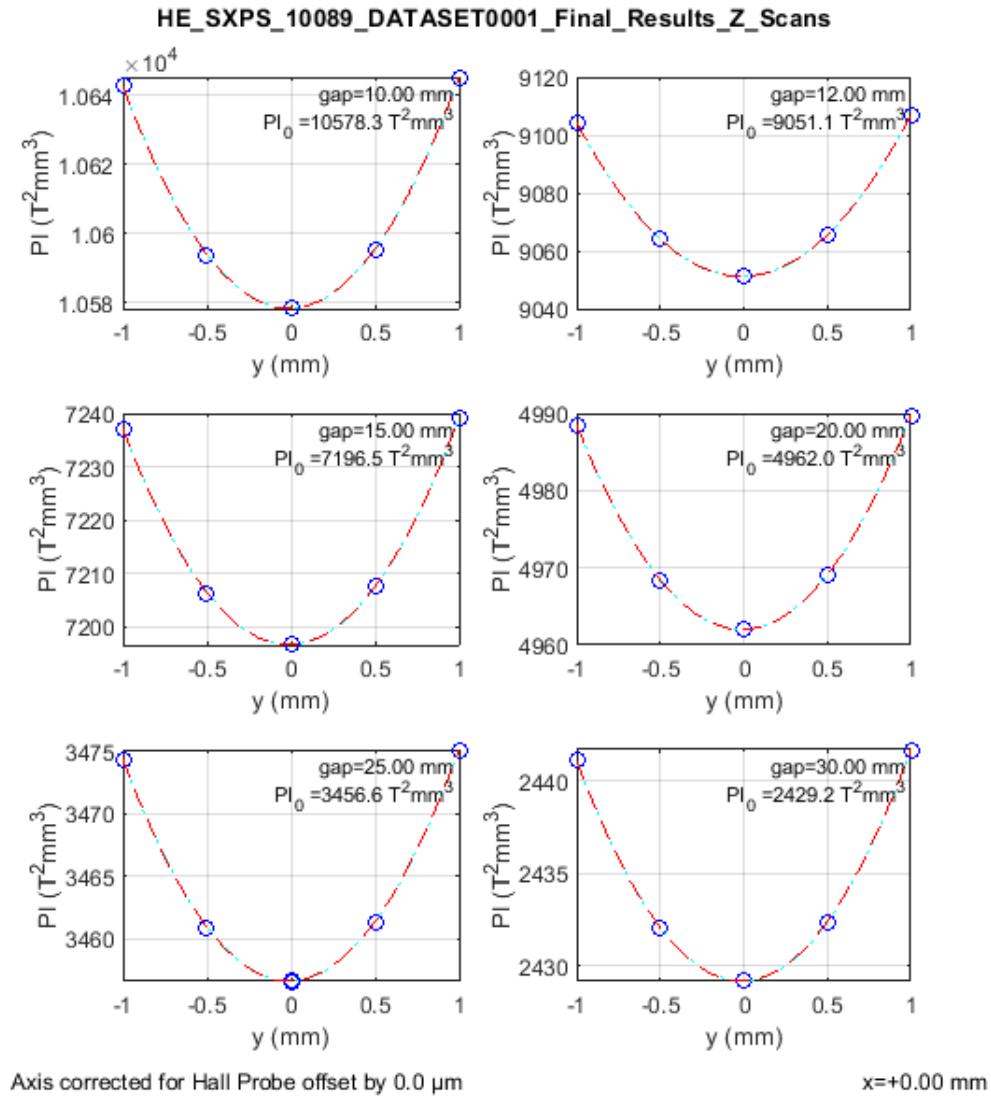 HE_SXPS_10089_DATASET0001_Final_Results_Z_Scans
×10⁴
gap=10.00 mm
PI₀ =10578.3 T²mm³
1.064
1.062
1.06
1.058
PI (T²mm³)
-1 -0.5 0 0.5 1
y (mm)
gap=12.00 mm
PI₀ =9051.1 T²mm³
9120
9100
9080
9060
9040
PI (T²mm³)
-1 -0.5 0 0.5 1
y (mm)
gap=15.00 mm
PI₀ =7196.5 T²mm³
7240
7230
7220
7210
7200
PI (T²mm³)
-1 -0.5 0 0.5 1
y (mm)
gap=20.00 mm
PI₀ =4962.0 T²mm³
4990
4980
4970
4960
PI (T²mm³)
-1 -0.5 0 0.5 1
y (mm)
gap=25.00 mm
PI₀ =3456.6 T²mm³
3475
3470
3465
3460
PI (T²mm³)
-1 -0.5 0 0.5 1
y (mm)
gap=30.00 mm
PI₀ =2429.2 T²mm³
2440
2435
2430
PI (T²mm³)
-1 -0.5 0 0.5 1
y (mm)
Axis corrected for Hall Probe offset by 0.0 µm
x=+0.00 mm